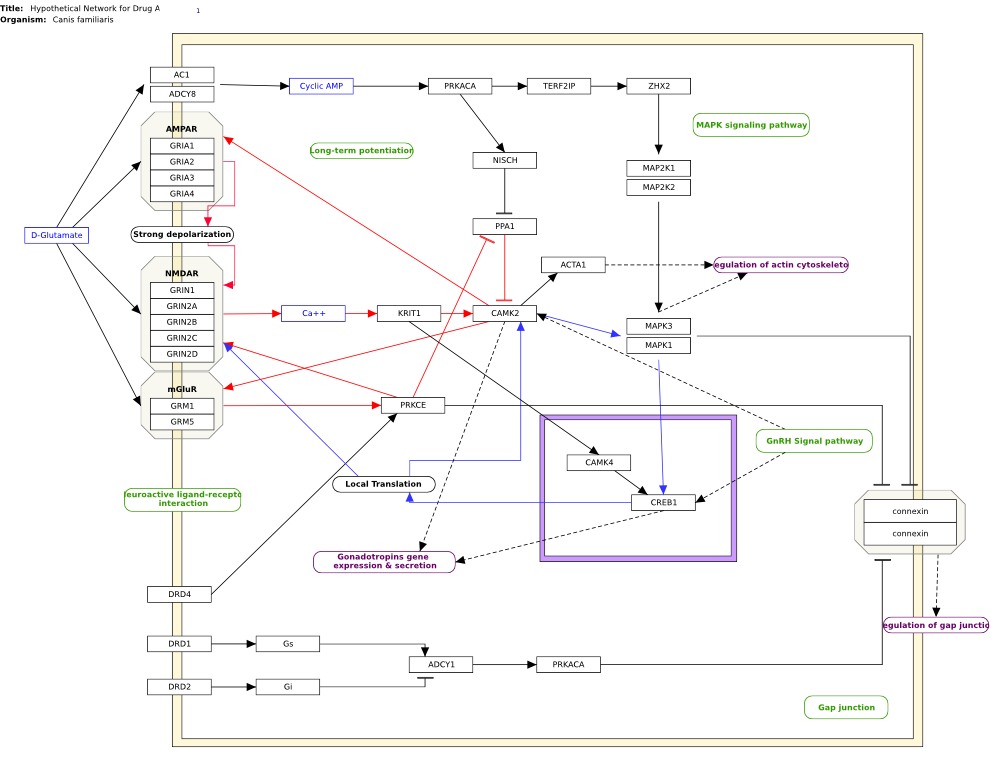 Title: Hypothetical Network for Drug A
1
Organism: Canis familiaris
AC1
ADCY8
Cyclic AMP
PRKACA
TERF2IP
ZHX2
MAPK signaling pathway
AMPAR
GRIA1
GRIA2
GRIA3
GRIA4
Long-term potentiation
NISCH
MAP2K1
MAP2K2
PPA1
D-Glutamate
Strong depolarization
ACTA1
egulation of actin cytoskeleto
NMDAR
GRIN1
GRIN2A
GRIN2B
GRIN2C
GRIN2D
Ca++
KRIT1
CAMK2
MAPK3
MAPK1
mGluR
GRM1
GRM5
PRKCE
GnRH Signal pathway
CAMK4
Local Translation
CREB1
euroactive ligand-recepto
interaction
connexin
connexin
Gonadotropins gene
expression & secretion
DRD4
egulation of gap junctio
DRD1
Gs
ADCY1
PRKACA
DRD2
Gi
Gap junction